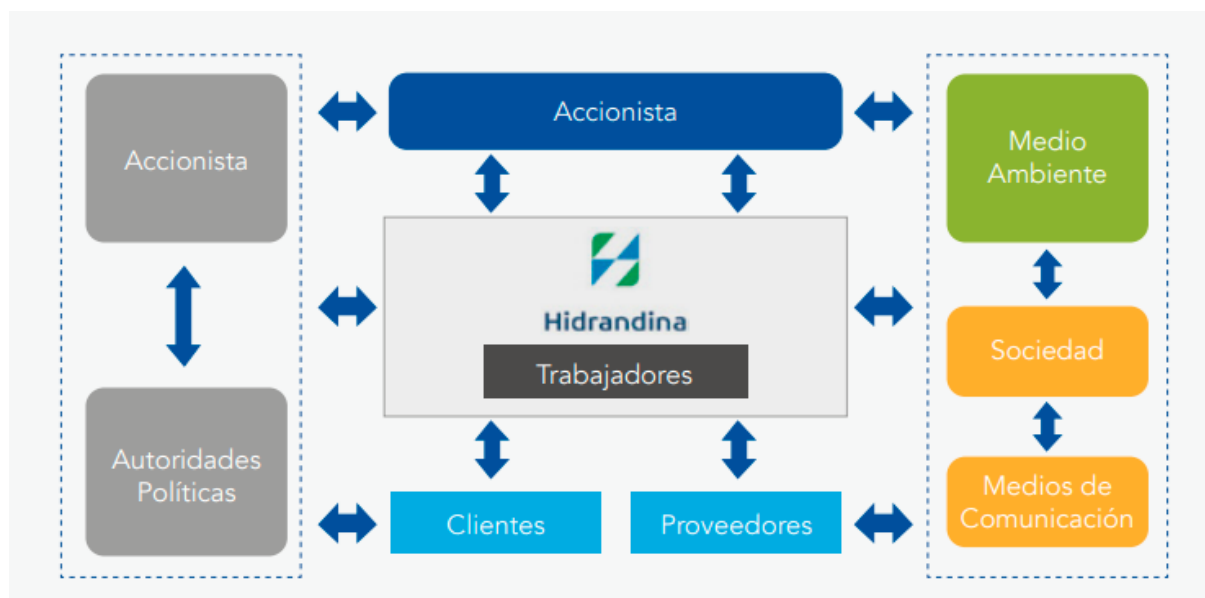 Accionista
Accionista
Medio
Ambiente
Hidrandina
Trabajadores
Sociedad
Autoridades
Políticas
Clientes
Proveedores
Medios de
Comunicación